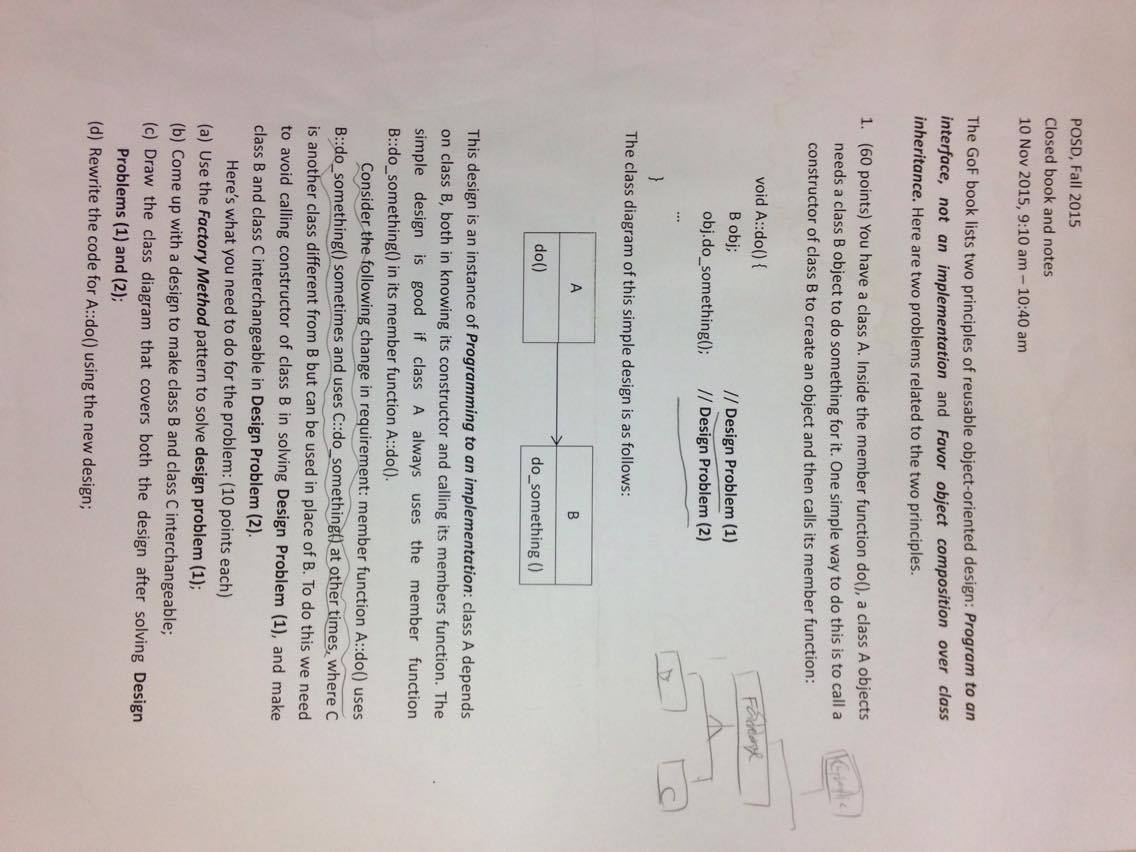 POSD, Fall 2015
Closed book and notes
10 Nov 2015, 9:10 am – 10:40 am
The GoF book lists two principles of reusable object-oriented design: Program to an
interface, not an implementation and Favor object composition over class
inheritance. Here are two problems related to the two principles.
1. (60 points) You have a class A. Inside the member function do(), a class A objects
needs a class B object to do something for it. One simple way to do this is to call a
constructor of class B to create an object and then calls its member function:
void A::do() {
B obj; // Design Problem (1)
obj.do_something(); // Design Problem (2)
...
}
B
C
The class diagram of this simple design is as follows:
A
do()
B
do_something ()
This design is an instance of Programming to an implementation: class A depends
on class B, both in knowing its constructor and calling its members function. The
simple design is good if class A always uses the member function
B::do_something() in its member function A::do().
Consider the following change in requirement: member function A::do() uses
B::do_something() sometimes and uses C::do_something() at other times, where C
is another class different from B but can be used in place of B. To do this we need
to avoid calling constructor of class B in solving Design Problem (1), and make
class B and class C interchangeable in Design Problem (2).
Here's what you need to do for the problem: (10 points each)
(a) Use the Factory Method pattern to solve design problem (1);
(b) Come up with a design to make class B and class C interchangeable;
(c) Draw the class diagram that covers both the design after solving Design
Problems (1) and (2);
(d) Rewrite the code for A::do() using the new design;